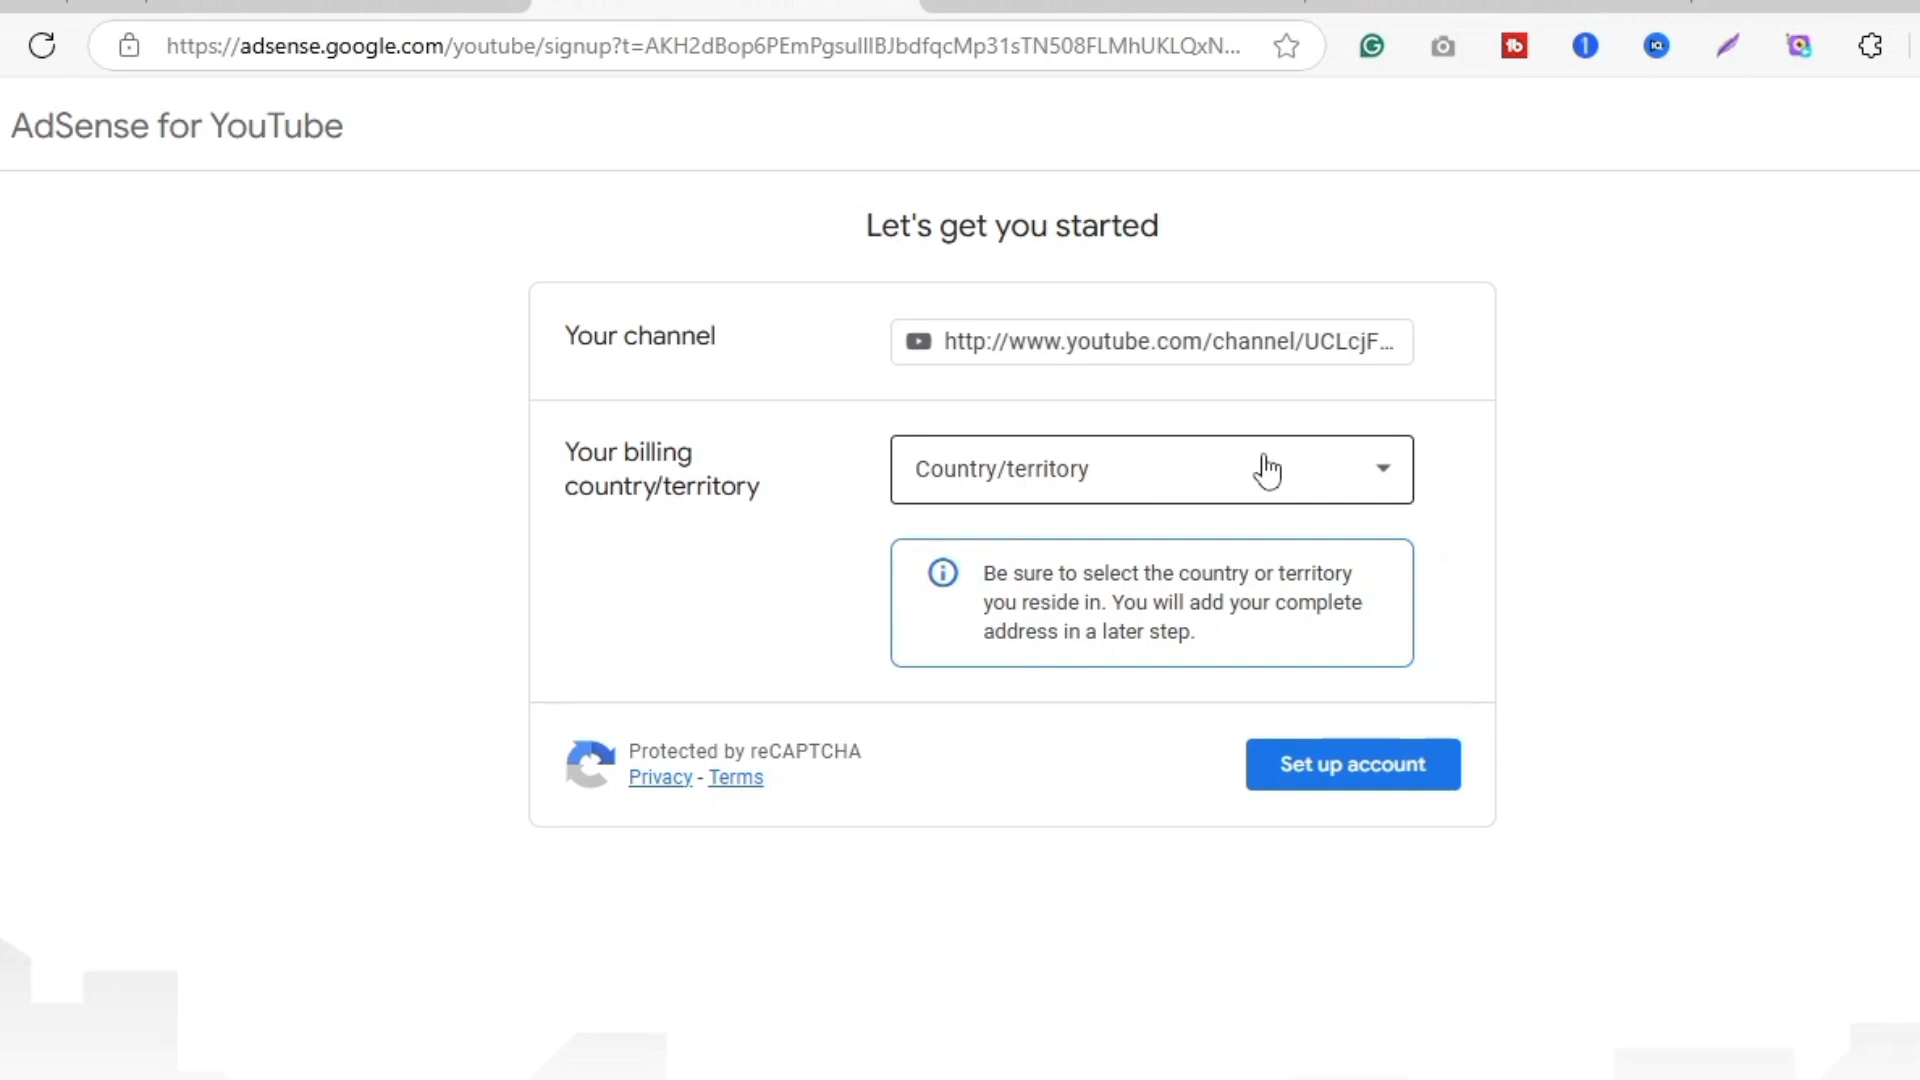 https://adsense.google.com/youtube/signup?t=AKH2dBop6PEmPgsullIBJbdfqcMp31sTN508FLMhUKLQxN...
AdSense for YouTube
Let's get you started
Your channel
http://www.youtube.com/channel/UCLcjF...
Your billing
country/territory
Country/territory
Be sure to select the country or territory
you reside in. You will add your complete
address in a later step.
Protected by reCAPTCHA
Privacy - Terms
Set up account